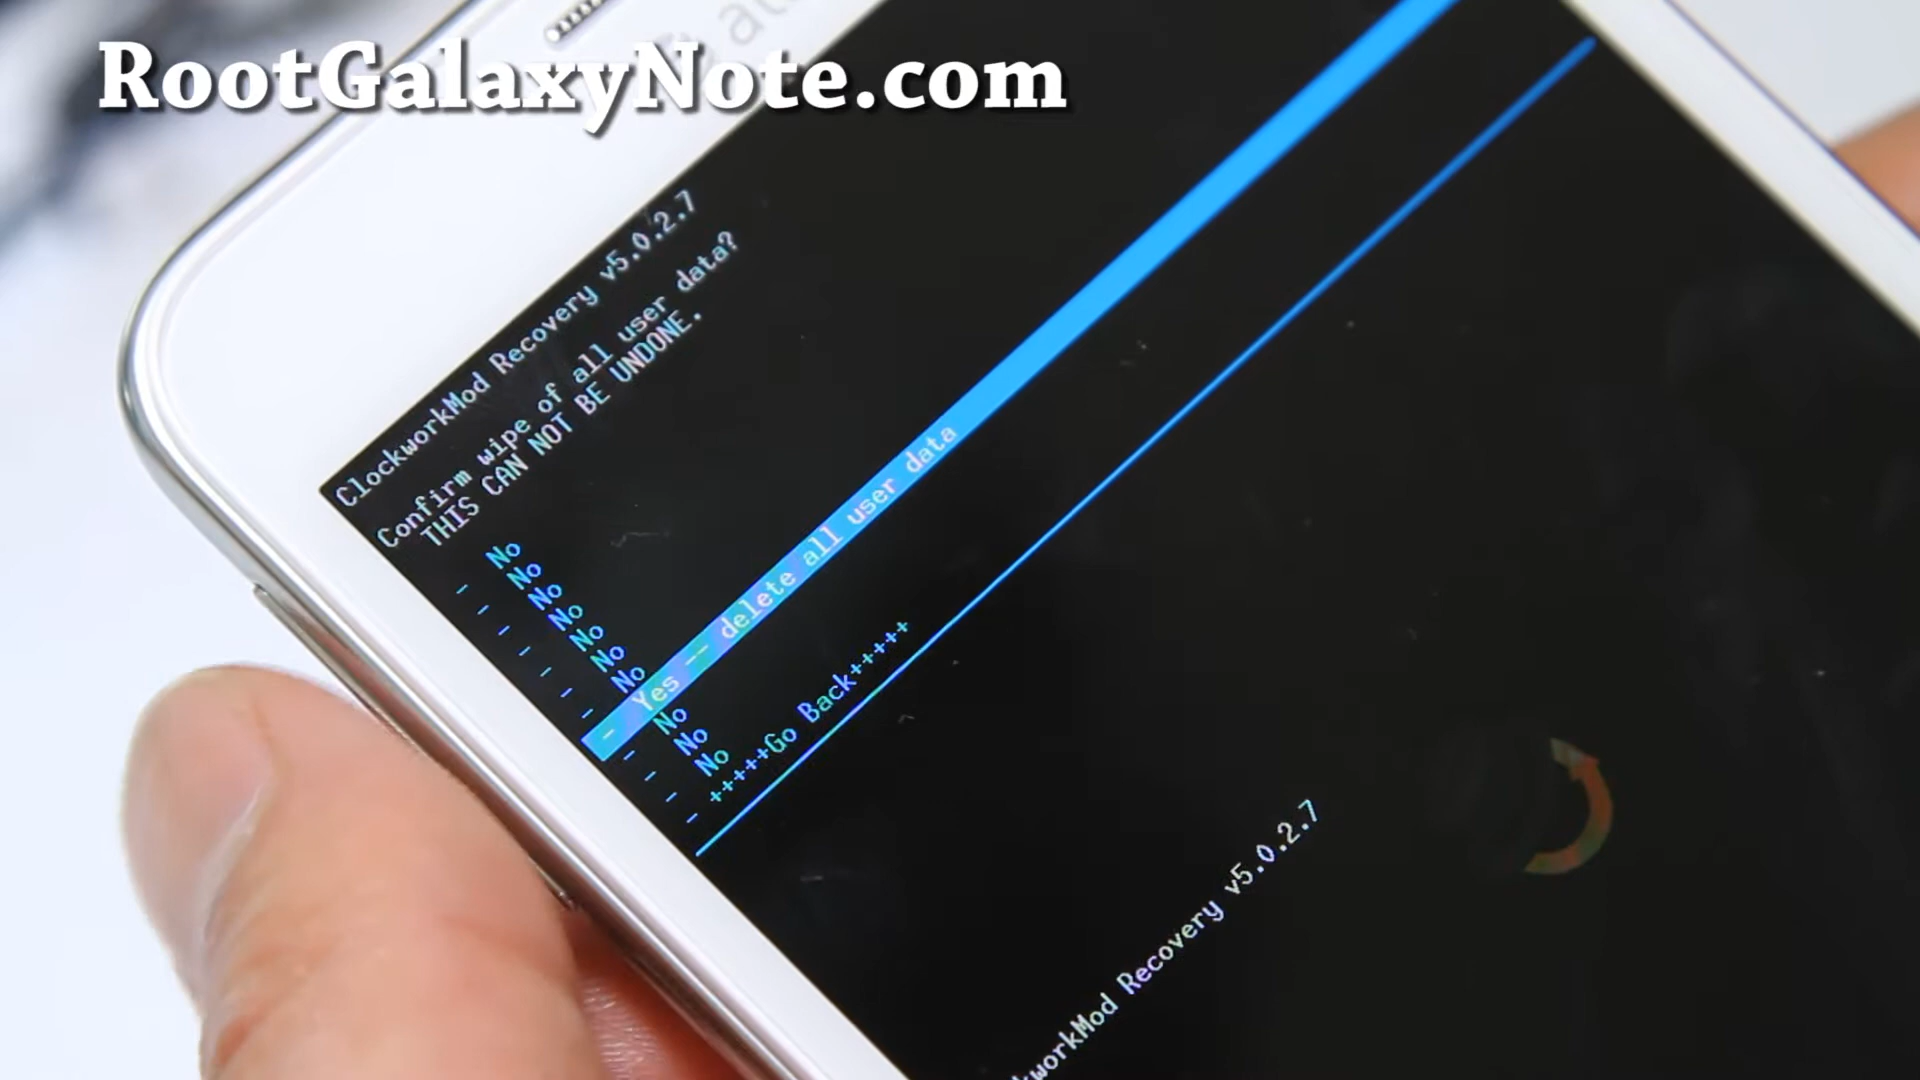 RootGalaxyNote.com
ClockworkMod Recovery v5.0.2.7
Confirm wipe of all user data?
THIS CAN NOT BE UNDONE.
- No
- No
- No
- No
- No
- No
- No
- Yes -- delete all user data
- No
- No
- No
- +++++Go Back+++++
Recovery v5.0.2.7